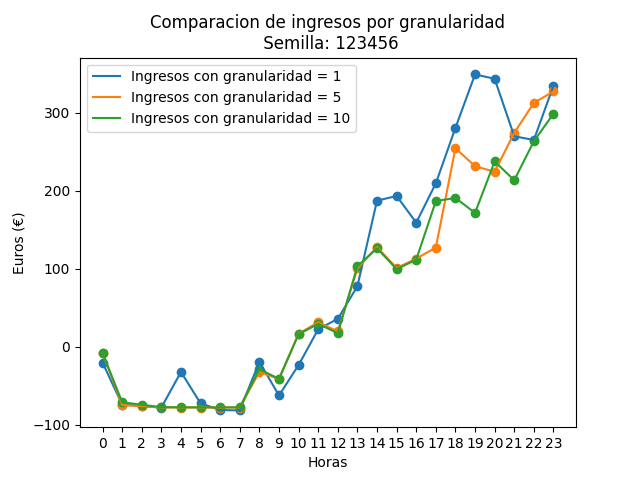 Comparacion de ingresos por granularidad
Semilla: 123456
Ingresos con granularidad = 1
Ingresos con granularidad = 5
Ingresos con granularidad = 10
Euros (€)
300
200
100
0
−100
0 1 2 3 4 5 6 7 8 9 10 11 12 13 14 15 16 17 18 19 20 21 22 23
Horas